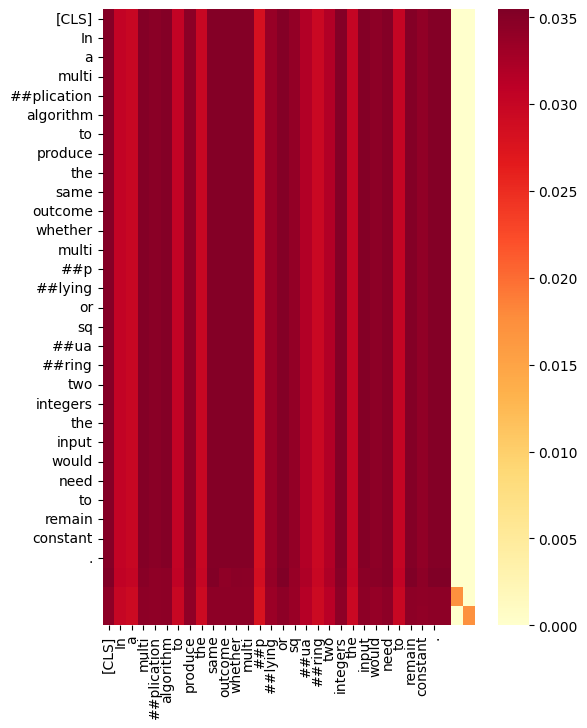 [CLS]
In
a
multi
##plication
algorithm
to
produce
the
same
outcome
whether
multi
##p
##lying
or
sq
##ua
##ring
two
integers
the
input
would
need
to
remain
constant
.
0.035
0.030
0.025
0.020
0.015
0.010
0.005
0.000
[CLS]
In
a
multi
##plication
algorithm
to
produce
the
same
outcome
whether
multi
##p
##lying
or
sq
##ua
##ring
two
integers
the
input
would
need
to
remain
constant
.